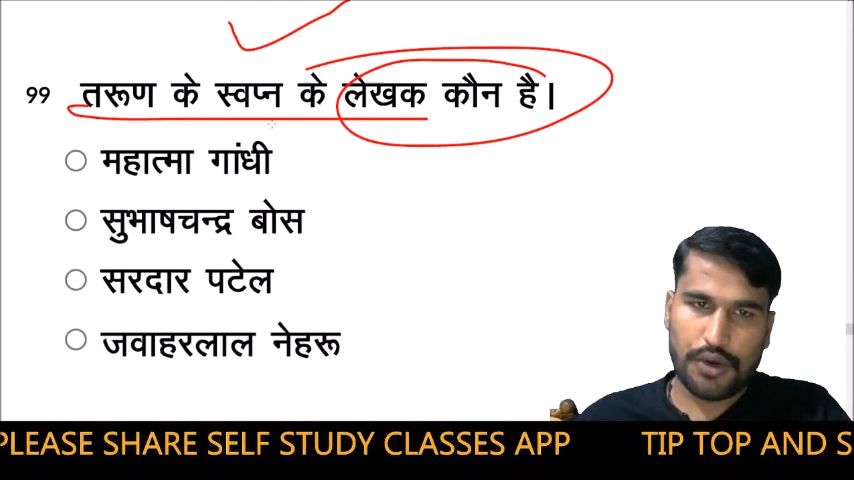 99 तरूण के स्वप्न के लेखक कौन है।
महात्मा गांधी
सुभाषचन्द्र बोस
सरदार पटेल
जवाहरलाल नेहरू
PLEASE SHARE SELF STUDY CLASSES APP TIP TOP AND S